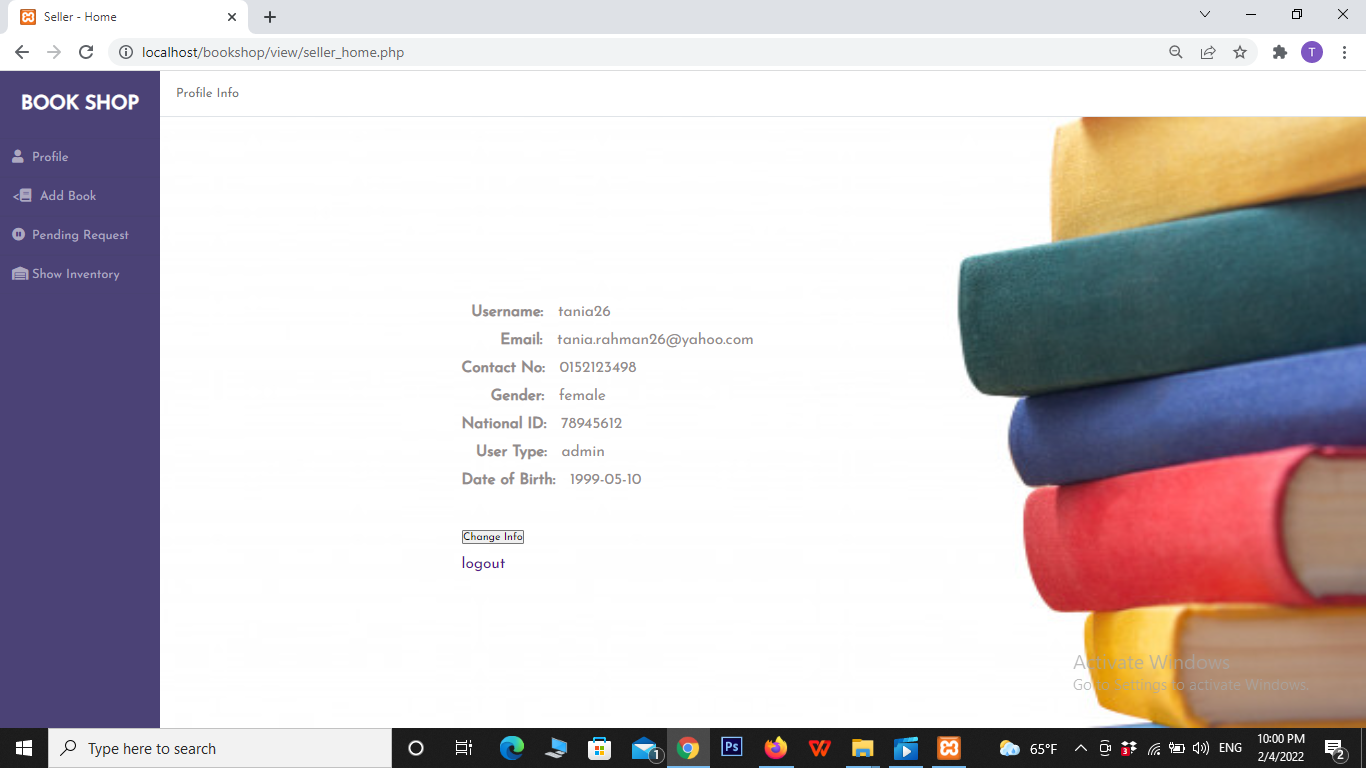 Seller - Home
localhost/bookshop/view/seller_home.php
T
BOOK SHOP
Profile Info
Profile
< Add Book
Pending Request
Show Inventory
Username: tania26
Email: tania.rahman26@yahoo.com
Contact No: 0152123498
Gender: female
National ID: 78945612
User Type: admin
Date of Birth: 1999-05-10
Change Info
logout
Activate Windows
Go to Settings to activate Windows.
Type here to search
1
Ps
W
65°F
3
ENG
10:00 PM
2/4/2022
2